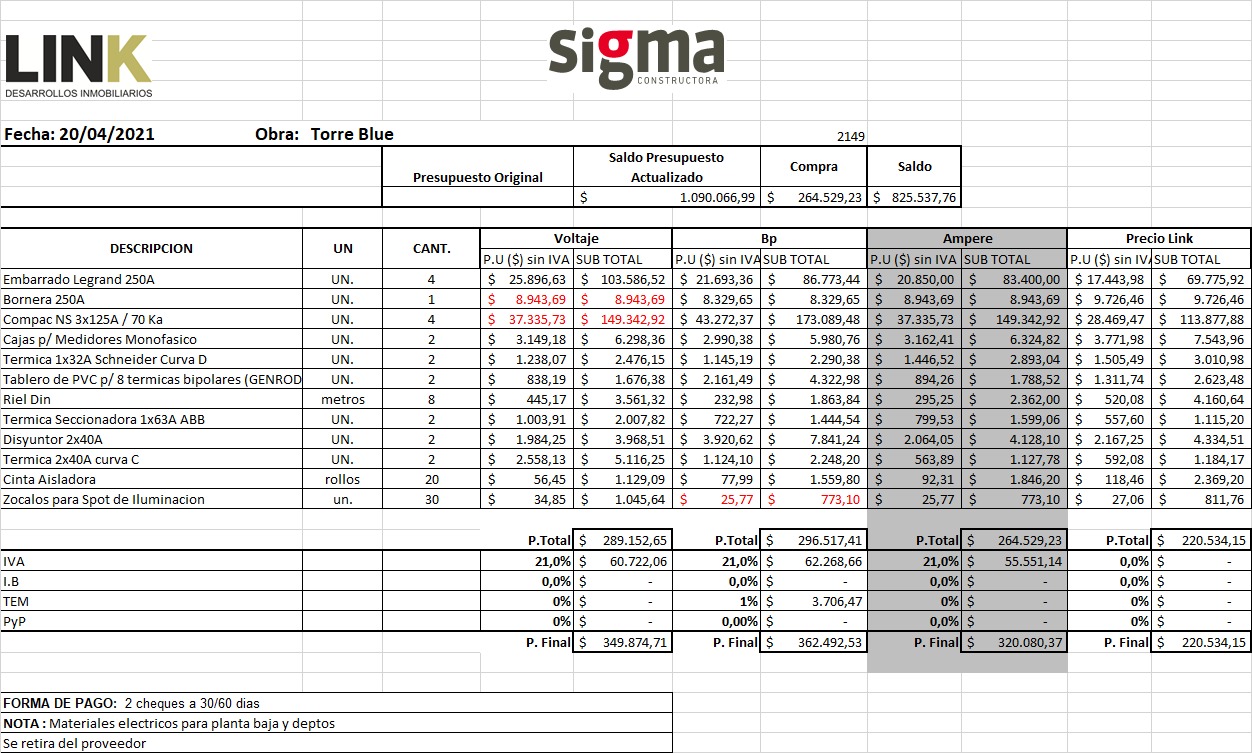 LINK
DESARROLLOS INMOBILIARIOS
sigma
CONSTRUCTORA
Fecha: 20/04/2021 Obra: Torre Blue 2149
Presupuesto Original Saldo Presupuesto Actualizado Compra Saldo
$ 1.090.066,99 $ 264.529,23 $ 825.537,76
DESCRIPCION UN CANT. Voltaje Bp Ampere Precio Link
P.U ($) sin IVA SUB TOTAL P.U ($) sin IVA SUB TOTAL P.U ($) sin IVA SUB TOTAL P.U ($) sin IVA SUB TOTAL
Embarrado Legrand 250A UN. 4 $ 25.896,63 $ 103.586,52 $ 21.693,36 $ 86.773,44 $ 20.850,00 $ 83.400,00 $ 17.443,98 $ 69.775,92
Bornera 250A UN. 1 $ 8.943,69 $ 8.943,69 $ 8.329,65 $ 8.329,65 $ 8.943,69 $ 8.943,69 $ 9.726,46 $ 9.726,46
Compac NS 3x125A / 70 Ka UN. 4 $ 37.335,73 $ 149.342,92 $ 43.272,37 $ 173.089,48 $ 37.335,73 $ 149.342,92 $ 28.469,47 $ 113.877,88
Cajas p/ Medidores Monofasico UN. 2 $ 3.149,18 $ 6.298,36 $ 2.990,38 $ 5.980,76 $ 3.162,41 $ 6.324,82 $ 3.771,98 $ 7.543,96
Termica 1x32A Schneider Curva D UN. 2 $ 1.238,07 $ 2.476,15 $ 1.145,19 $ 2.290,38 $ 1.446,52 $ 2.893,04 $ 1.505,49 $ 3.010,98
Tablero de PVC p/ 8 termicas bipolares (GENROD UN. 2 $ 838,19 $ 1.676,38 $ 2.161,49 $ 4.322,98 $ 894,26 $ 1.788,52 $ 1.311,74 $ 2.623,48
Riel Din metros 8 $ 445,17 $ 3.561,32 $ 232,98 $ 1.863,84 $ 295,25 $ 2.362,00 $ 520,08 $ 4.160,64
Termica Seccionadora 1x63A ABB UN. 2 $ 1.003,91 $ 2.007,82 $ 722,27 $ 1.444,54 $ 799,53 $ 1.599,06 $ 557,60 $ 1.115,20
Disyuntor 2x40A UN. 2 $ 1.984,25 $ 3.968,51 $ 3.920,62 $ 7.841,24 $ 2.064,05 $ 4.128,10 $ 2.167,25 $ 4.334,51
Termica 2x40A curva C UN. 2 $ 2.558,13 $ 5.116,25 $ 1.124,10 $ 2.248,20 $ 563,89 $ 1.127,78 $ 592,08 $ 1.184,17
Cinta Aisladora rollos 20 $ 56,45 $ 1.129,09 $ 77,99 $ 1.559,80 $ 92,31 $ 1.846,20 $ 118,46 $ 2.369,20
Zocalos para Spot de Iluminacion un. 30 $ 34,85 $ 1.045,64 $ 25,77 $ 773,10 $ 25,77 $ 773,10 $ 27,06 $ 811,76
P.Total $ 289.152,65 P.Total $ 296.517,41 P.Total $ 264.529,23 P.Total $ 220.534,15
IVA 21,0% $ 60.722,06 21,0% $ 62.268,66 21,0% $ 55.551,14 0,0% $ -
I.B 0,0% $ - 0,0% $ - 0,0% $ - 0,0% $ -
TEM 0% $ - 1% $ 3.706,47 0% $ - 0% $ -
PyP 0% $ - 0,00% $ - 0,0% $ - 0% $ -
P. Final $ 349.874,71 P. Final $ 362.492,53 P. Final $ 320.080,37 P. Final $ 220.534,15
FORMA DE PAGO: 2 cheques a 30/60 dias
NOTA : Materiales electricos para planta baja y deptos
Se retira del proveedor